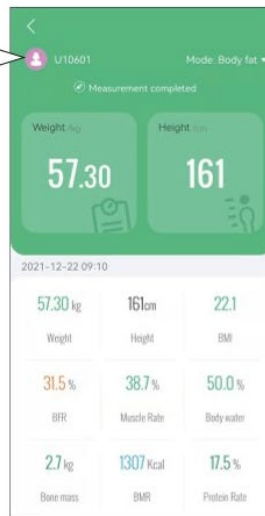 U10601 Mode: Body fat
Measurement completed
Weight/kg Height/cm
57.30 161
2021-12-22 09:10
57.30 kg 161cm 22.1
Weight Height BMI
31.5 % 38.7 % 50.0 %
BFR Muscle Rate Body water
2.7 kg 1307 Kcal 17.5 %
Bone mass BMR Protein Rate